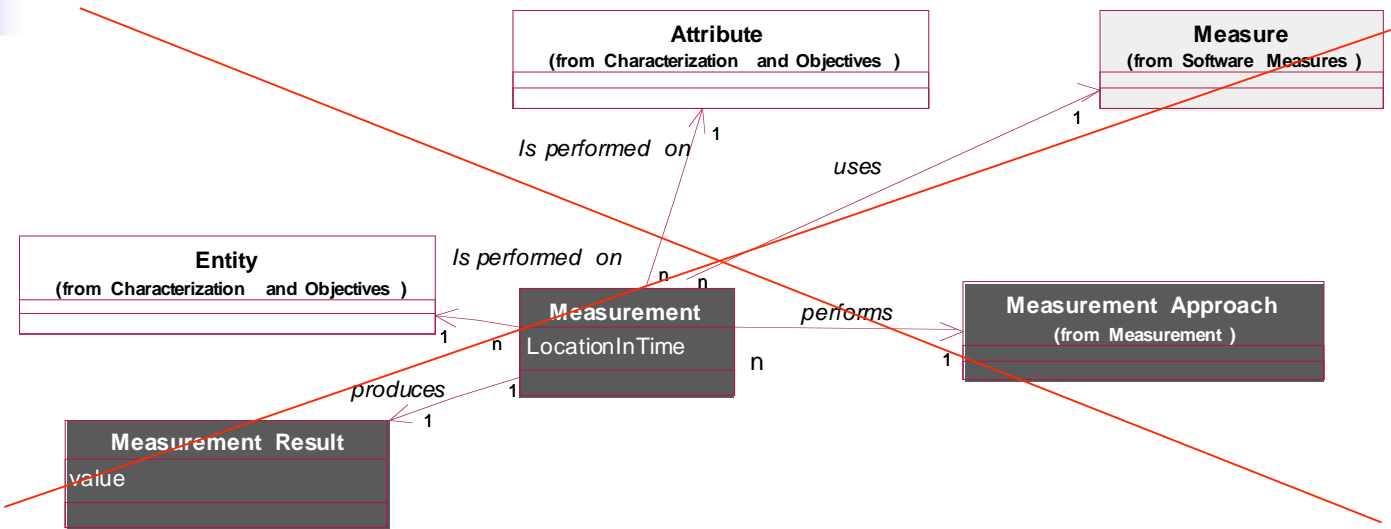 Attribute
(from Characterization and Objectives )
Measure
(from Software Measures )
1
1
Is performed on
uses
Entity
(from Characterization and Objectives )
Is performed on
n
n
Measurement
LocationInTime
performs
Measurement Approach
(from Measurement )
1
n
n
1
produces
1
1
Measurement Result
value